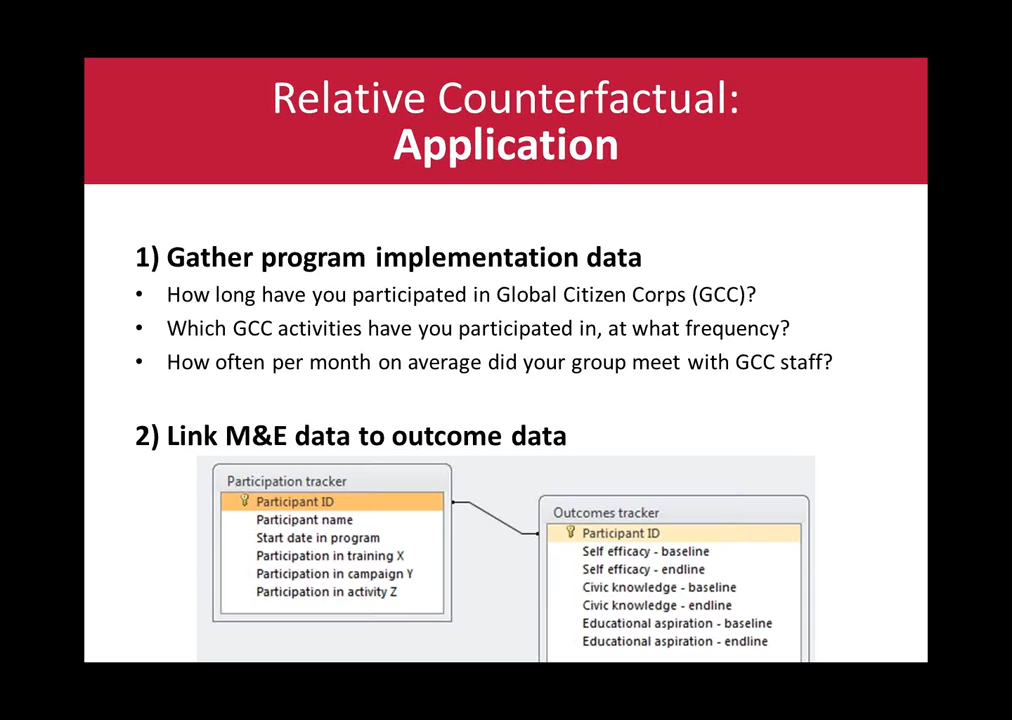 Relative Counterfactual:
Application
1) Gather program implementation data
• How long have you participated in Global Citizen Corps (GCC)?
• Which GCC activities have you participated in, at what frequency?
• How often per month on average did your group meet with GCC staff?
2) Link M&E data to outcome data
Participation tracker
Participant ID
Participant name
Start date in program
Participation in training X
Participation in campaign Y
Participation in activity Z
Outcomes tracker
Participant ID
Self efficacy - baseline
Self efficacy - endline
Civic knowledge - baseline
Civic knowledge - endline
Educational aspiration - baseline
Educational aspiration - endline